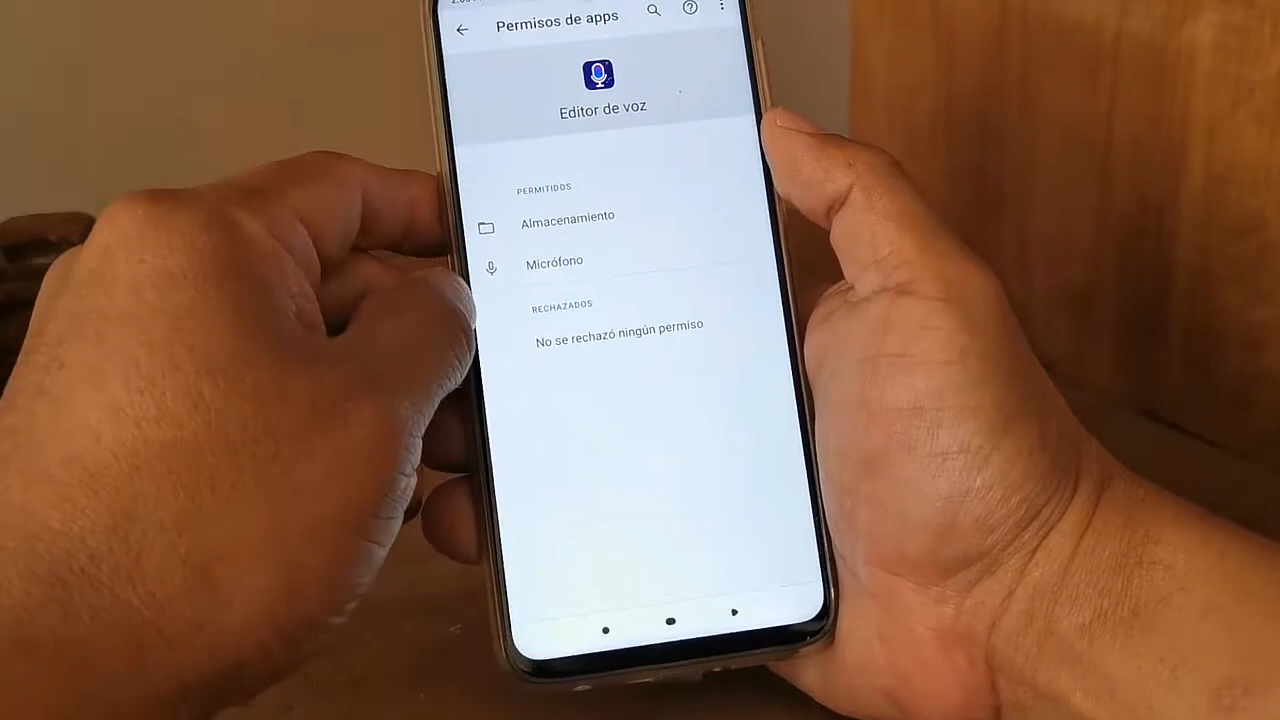 Permisos de apps
Editor de voz
PERMITIDOS
Almacenamiento
Micrófono
RECHAZADOS
No se rechazó ningún permiso